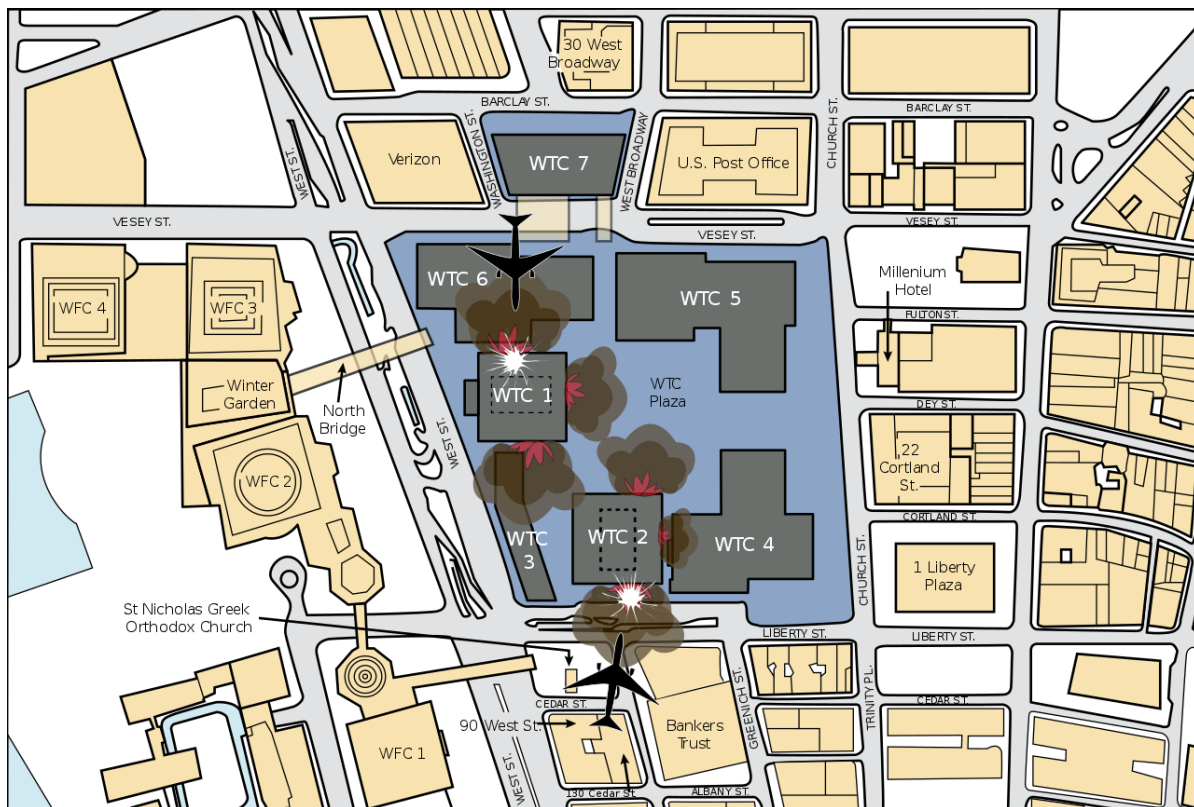 30 West
Broadway
BARCLAY ST.
BARCLAY ST.
WEST ST.
WASHINGTON ST.
WEST BROADWAY
CHURCH ST.
Verizon
WTC 7
U.S. Post Office
VESEY ST.
VESEY ST.
VESEY ST.
WTC 6
WTC 5
Millenium
Hotel
WFC 4
WFC 3
FULTON ST.
Winter
Garden
North
Bridge
WTC 1
WTC
Plaza
DEY ST.
WEST ST.
22
Cortland
St.
WFC 2
CORTLAND ST.
WTC
3
WTC 2
WTC 4
CHURCH ST.
1 Liberty
Plaza
St Nicholas Greek
Orthodox Church
LIBERTY ST.
LIBERTY ST.
CEDAR ST.
CEDAR ST.
90 West St.
Bankers
Trust
GREENICH ST.
TRINITY PL.
WFC 1
WEST ST.
130 Cedar St
ALBANY ST.